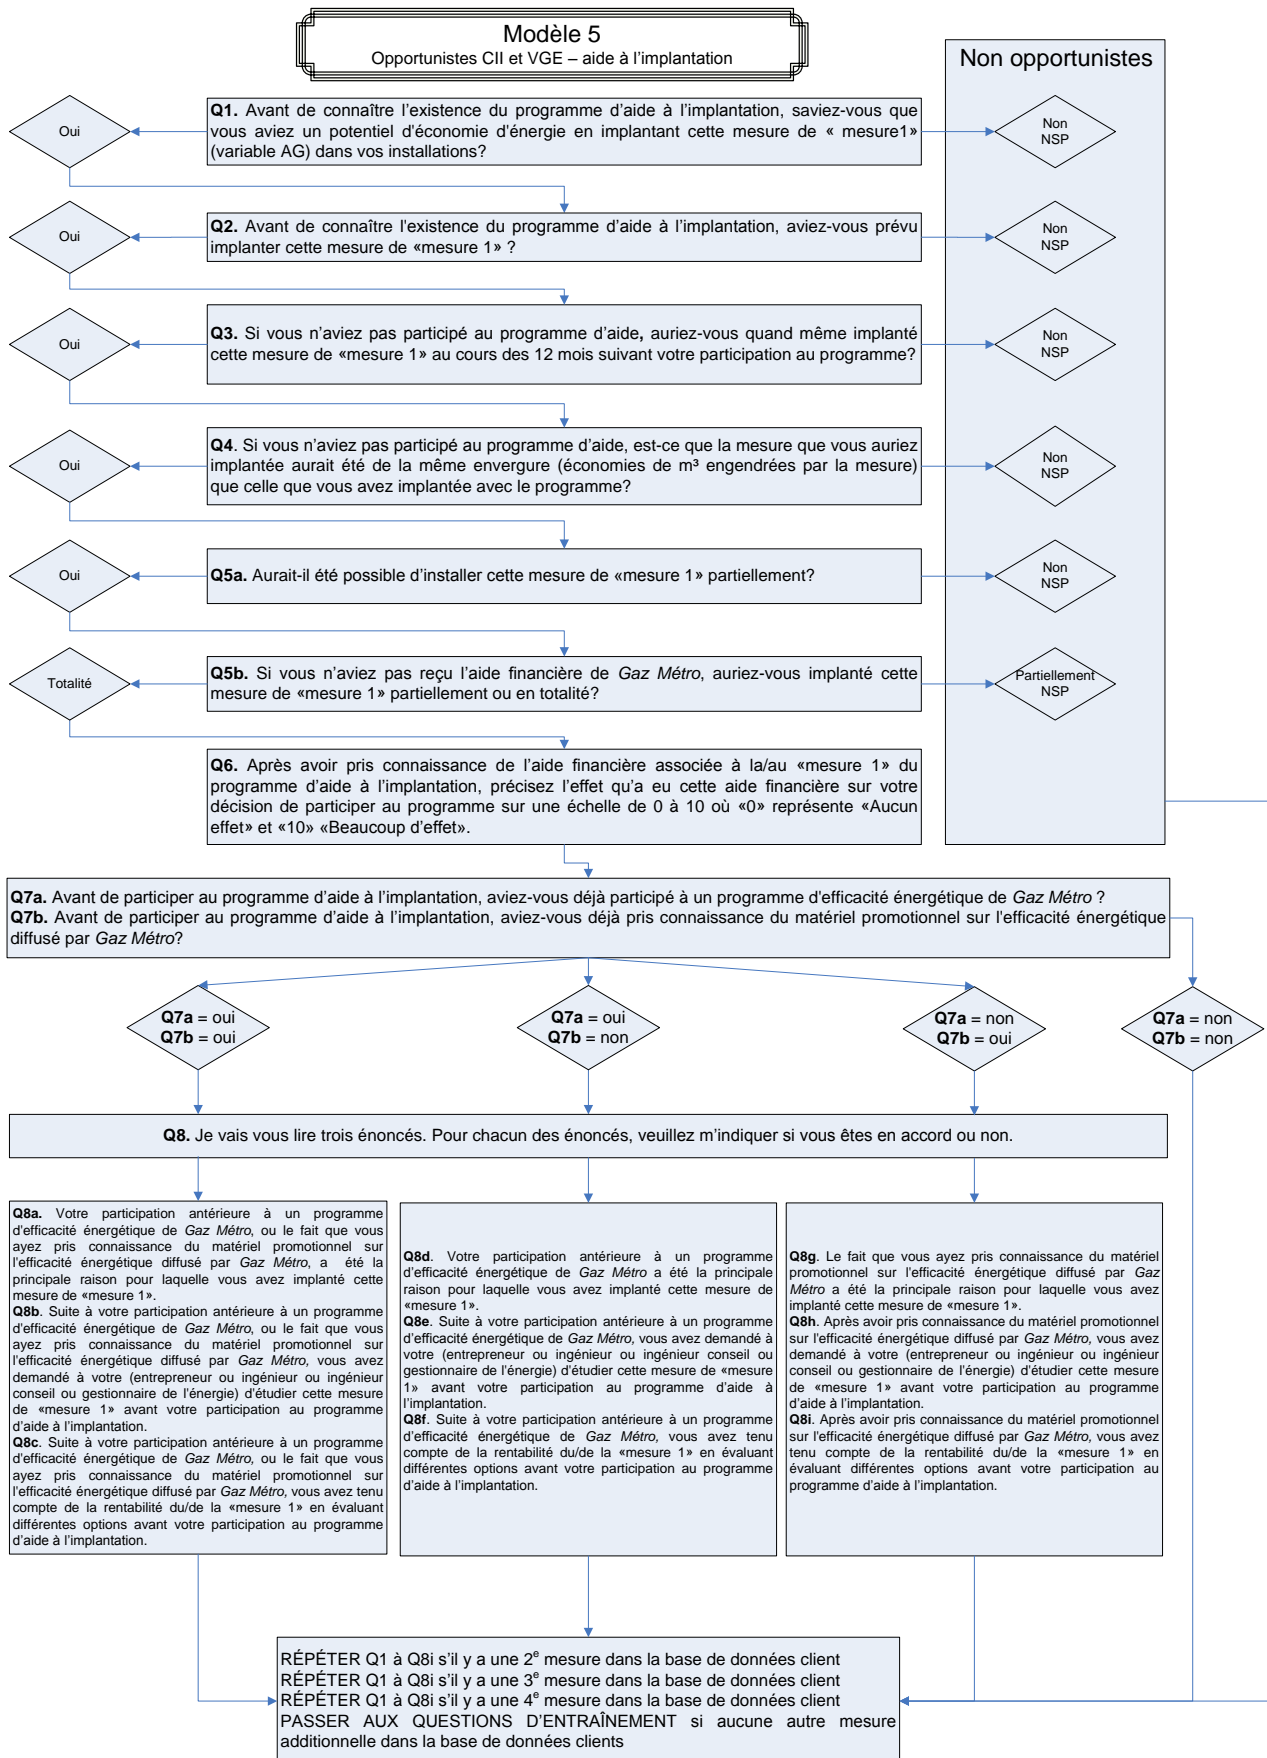 Modèle 5
Opportunistes CII et VGE – aide à l’implantation
Non opportunistes
Oui
Q1. Avant de connaître l’existence du programme d’aide à l’implantation, saviez-vous que
vous aviez un potentiel d'économie d'énergie en implantant cette mesure de « mesure1»
(variable AG) dans vos installations?
Non
NSP
Oui
Q2. Avant de connaître l'existence du programme d’aide à l’implantation, aviez-vous prévu
implanter cette mesure de «mesure 1» ?
Non
NSP
Oui
Q3. Si vous n’aviez pas participé au programme d’aide, auriez-vous quand même implanté
cette mesure de «mesure 1» au cours des 12 mois suivant votre participation au programme?
Non
NSP
Oui
Q4. Si vous n’aviez pas participé au programme d’aide, est-ce que la mesure que vous auriez
implantée aurait été de la même envergure (économies de m³ engendrées par la mesure)
que celle que vous avez implantée avec le programme?
Non
NSP
Oui
Q5a. Aurait-il été possible d’installer cette mesure de «mesure 1» partiellement?
Non
NSP
Totalité
Q5b. Si vous n’aviez pas reçu l’aide financière de Gaz Métro, auriez-vous implanté cette
mesure de «mesure 1» partiellement ou en totalité?
Partiellement
NSP
Q6. Après avoir pris connaissance de l’aide financière associée à la/au «mesure 1» du
programme d’aide à l’implantation, précisez l’effet qu’a eu cette aide financière sur votre
décision de participer au programme sur une échelle de 0 à 10 où «0» représente «Aucun
effet» et «10» «Beaucoup d’effet».
Q7a. Avant de participer au programme d’aide à l’implantation, aviez-vous déjà participé à un programme d'efficacité énergétique de Gaz Métro ?
Q7b. Avant de participer au programme d’aide à l’implantation, aviez-vous déjà pris connaissance du matériel promotionnel sur l'efficacité énergétique
diffusé par Gaz Métro?
Q7a = oui
Q7b = oui
Q7a = oui
Q7b = non
Q7a = non
Q7b = oui
Q7a = non
Q7b = non
Q8. Je vais vous lire trois énoncés. Pour chacun des énoncés, veuillez m’indiquer si vous êtes en accord ou non.
Q8a. Votre participation antérieure à un programme
d'efficacité énergétique de Gaz Métro, ou le fait que vous
ayez pris connaissance du matériel promotionnel sur
l'efficacité énergétique diffusé par Gaz Métro, a été la
principale raison pour laquelle vous avez implanté cette
mesure de «mesure 1».
Q8b. Suite à votre participation antérieure à un programme
d'efficacité énergétique de Gaz Métro, ou le fait que vous
ayez pris connaissance du matériel promotionnel sur
l'efficacité énergétique diffusé par Gaz Métro, vous avez
demandé à votre (entrepreneur ou ingénieur ou ingénieur
conseil ou gestionnaire de l'énergie) d'étudier cette mesure
de «mesure 1» avant votre participation au programme
d’aide à l’implantation.
Q8c. Suite à votre participation antérieure à un programme
d'efficacité énergétique de Gaz Métro, ou le fait que vous
ayez pris connaissance du matériel promotionnel sur
l'efficacité énergétique diffusé par Gaz Métro, vous avez tenu
compte de la rentabilité du/de la «mesure 1» en évaluant
différentes options avant votre participation au programme
d’aide à l’implantation.
Q8d. Votre participation antérieure à un programme
d’efficacité énergétique de Gaz Métro a été la principale
raison pour laquelle vous avez implanté cette mesure de
«mesure 1».
Q8e. Suite à votre participation antérieure à un programme
d'efficacité énergétique de Gaz Métro, vous avez demandé à
votre (entrepreneur ou ingénieur ou ingénieur conseil ou
gestionnaire de l'énergie) d'étudier cette mesure de «mesure
1» avant votre participation au programme d’aide à
l’implantation.
Q8f. Suite à votre participation antérieure à un programme
d'efficacité énergétique de Gaz Métro, vous avez tenu
compte de la rentabilité du/de la «mesure 1» en évaluant
différentes options avant votre participation au programme
d’aide à l’implantation.
Q8g. Le fait que vous ayez pris connaissance du matériel
promotionnel sur l’efficacité énergétique diffusé par Gaz
Métro a été la principale raison pour laquelle vous avez
implanté cette mesure de «mesure 1».
Q8h. Après avoir pris connaissance du matériel promotionnel
sur l'efficacité énergétique diffusé par Gaz Métro, vous avez
demandé à votre (entrepreneur ou ingénieur ou ingénieur
conseil ou gestionnaire de l'énergie) d'étudier cette mesure
de «mesure 1» avant votre participation au programme
d’aide à l’implantation.
Q8i. Après avoir pris connaissance du matériel promotionnel
sur l'efficacité énergétique diffusé par Gaz Métro, vous avez
tenu compte de la rentabilité du/de la «mesure 1» en
évaluant différentes options avant votre participation au
programme d’aide à l’implantation.
RÉPÉTER Q1 à Q8i s’il y a une 2e mesure dans la base de données client
RÉPÉTER Q1 à Q8i s’il y a une 3e mesure dans la base de données client
RÉPÉTER Q1 à Q8i s’il y a une 4e mesure dans la base de données client
PASSER AUX QUESTIONS D’ENTRAÎNEMENT si aucune autre mesure
additionnelle dans la base de données clients